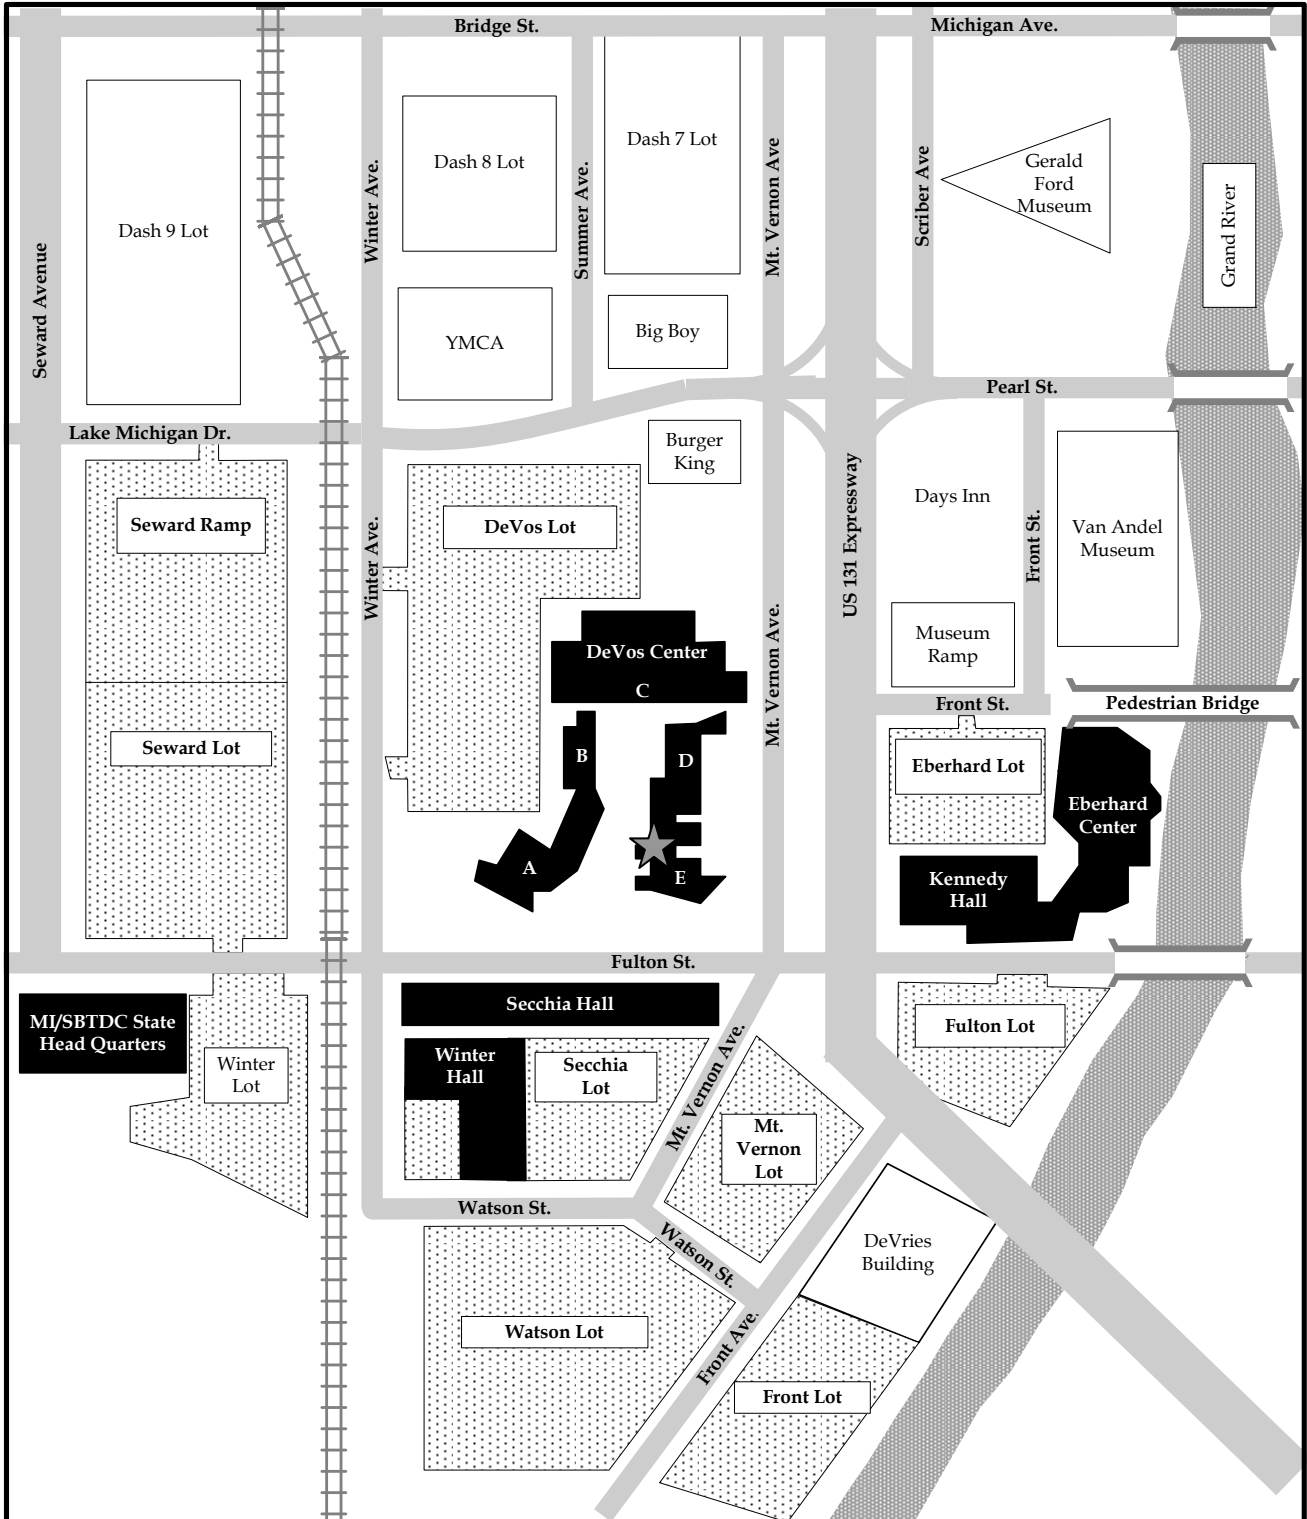 Bridge St.
Michigan Ave.
Dash 9 Lot
Dash 8 Lot
Dash 7 Lot
Gerald
Ford
Museum
Seward Avenue
Winter Ave.
Summer Ave.
Mt. Vernon Ave
Scriber Ave
Grand River
YMCA
Big Boy
Pearl St.
Lake Michigan Dr.
Burger
King
Seward Ramp
DeVos Lot
Days Inn
Van Andel
Museum
Winter Ave.
US 131 Expressway
Front St.
Museum
Ramp
DeVos Center
C
Mt. Vernon Ave.
Front St.
Pedestrian Bridge
Seward Lot
B
D
Eberhard Lot
Eberhard
Center
A
E
Kennedy
Hall
Fulton St.
MI/SBTDC State
Head Quarters
Secchia Hall
Fulton Lot
Winter
Lot
Winter
Hall
Secchia
Lot
Mt. Vernon Ave.
Mt.
Vernon
Lot
Watson St.
Watson St.
DeVries
Building
Watson Lot
Front Ave.
Front Lot